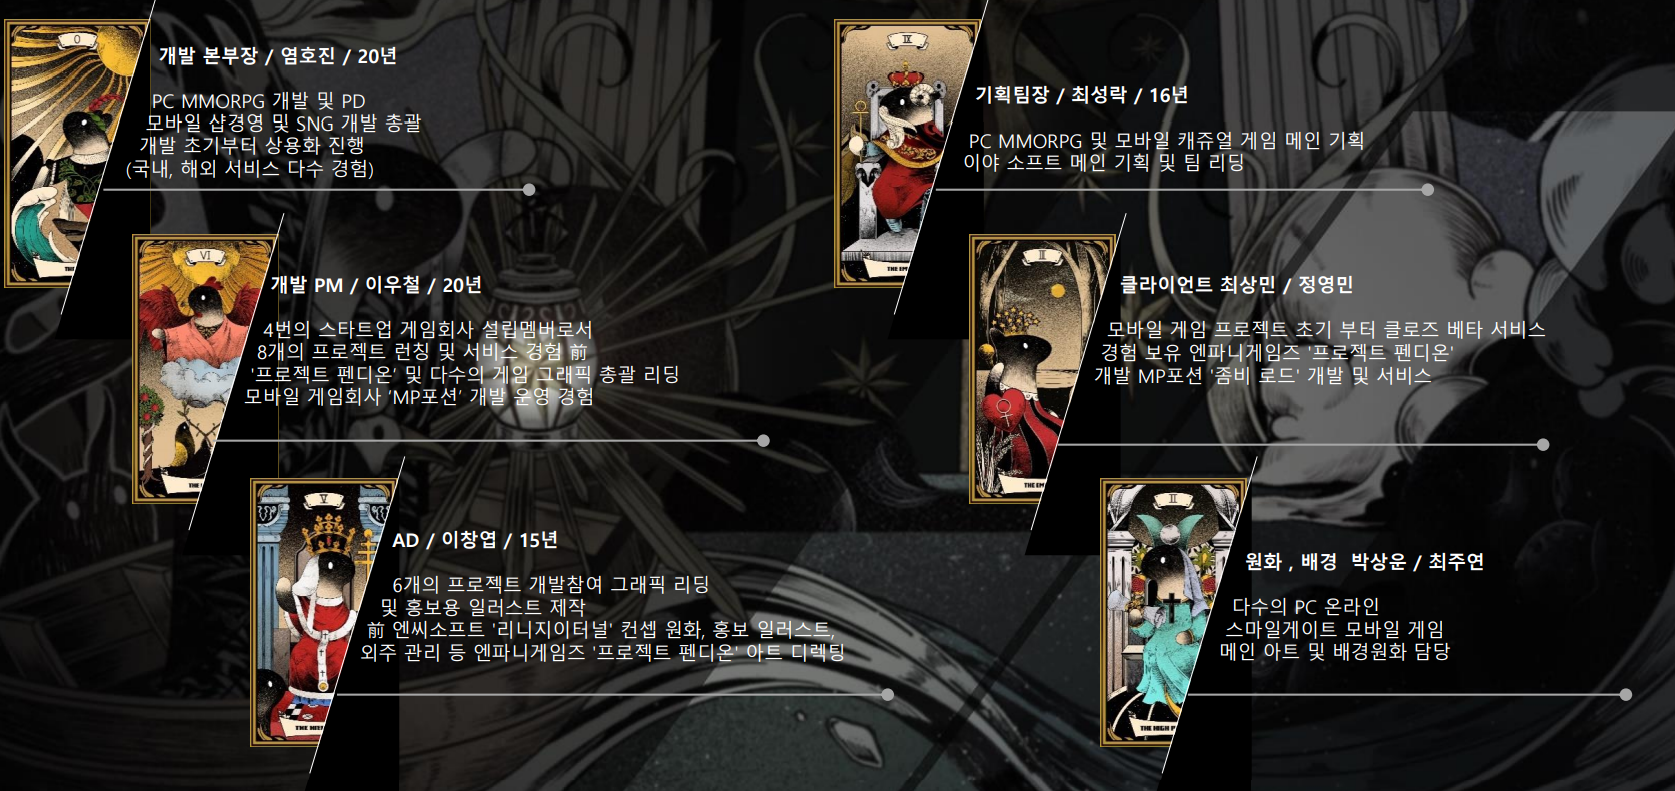 0
개발 본부장 / 염호진 / 20년
PC MMORPG 개발 및 PD
모바일 샵경영 및 SNG 개발 총괄
개발 초기부터 상용화 진행
(국내, 해외 서비스 다수 경험)
VI
개발 PM / 이우철 / 20년
4번의 스타트업 게임회사 설립멤버로서
8개의 프로젝트 런칭 및 서비스 경험 前
'프로젝트 펜디온' 및 다수의 게임 그래픽 총괄 리딩
모바일 게임회사 'MP포션' 개발 운영 경험
V
AD / 이창엽 / 15년
6개의 프로젝트 개발참여 그래픽 리딩
및 홍보용 일러스트 제작
前 엔씨소프트 '리니지이터널' 컨셉 원화, 홍보 일러스트,
외주 관리 등 엔파니게임즈 '프로젝트 펜디온' 아트 디렉팅
기획팀장 / 최성락 / 16년
PC MMORPG 및 모바일 캐쥬얼 게임 메인 기획
이야 소프트 메인 기획 및 팀 리딩
클라이언트 최상민 / 정영민
모바일 게임 프로젝트 초기 부터 클로즈 베타 서비스
경험 보유 엔파니게임즈 '프로젝트 펜디온'
개발 MP포션 '좀비 로드' 개발 및 서비스
II
원화 , 배경 박상운 / 최주연
다수의 PC 온라인
스마일게이트 모바일 게임
메인 아트 및 배경원화 담당
THE HIGH